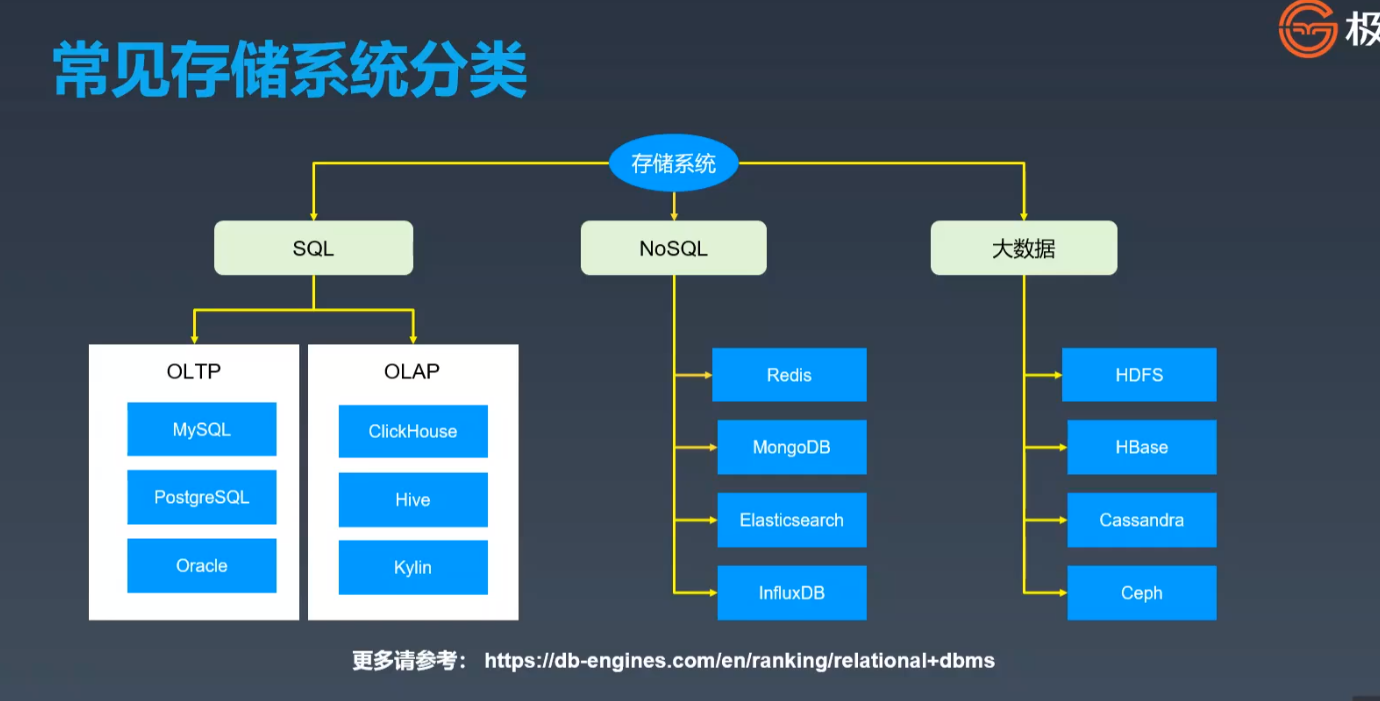 极
常见存储系统分类
存储系统
SQL
NoSQL
大数据
OLTP
MySQL
PostgreSQL
Oracle
OLAP
ClickHouse
Hive
Kylin
Redis
MongoDB
Elasticsearch
InfluxDB
HDFS
HBase
Cassandra
Ceph
更多请参考： https://db-engines.com/en/ranking/relational+dbms